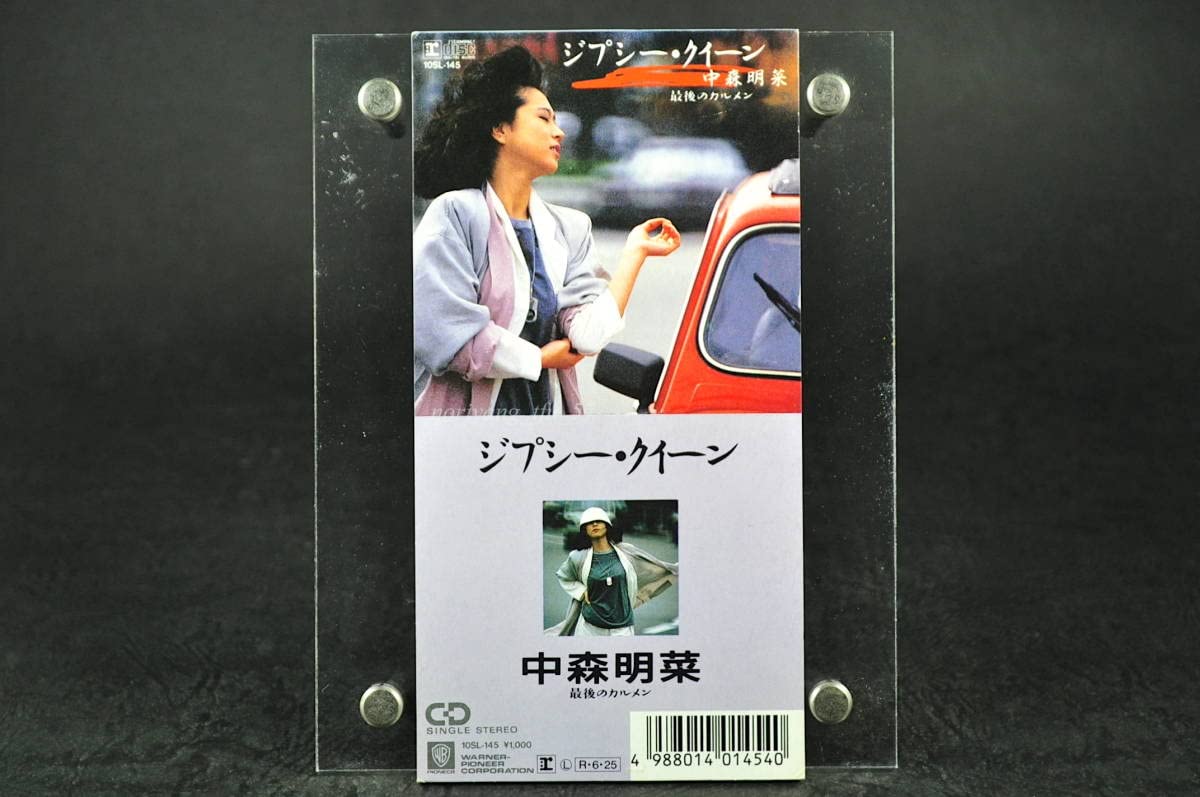 ジプシー・クイーン
中森明菜
最後のカルメン
10SL-145
ジプシー・クイーン
中森明菜
最後のカルメン
CD
SINGLE STEREO
10SL-145 ¥1,000
WARNER-
PIONEER
CORPORATION
PIONEER
Ⓛ R・6・25
4 988014 014540